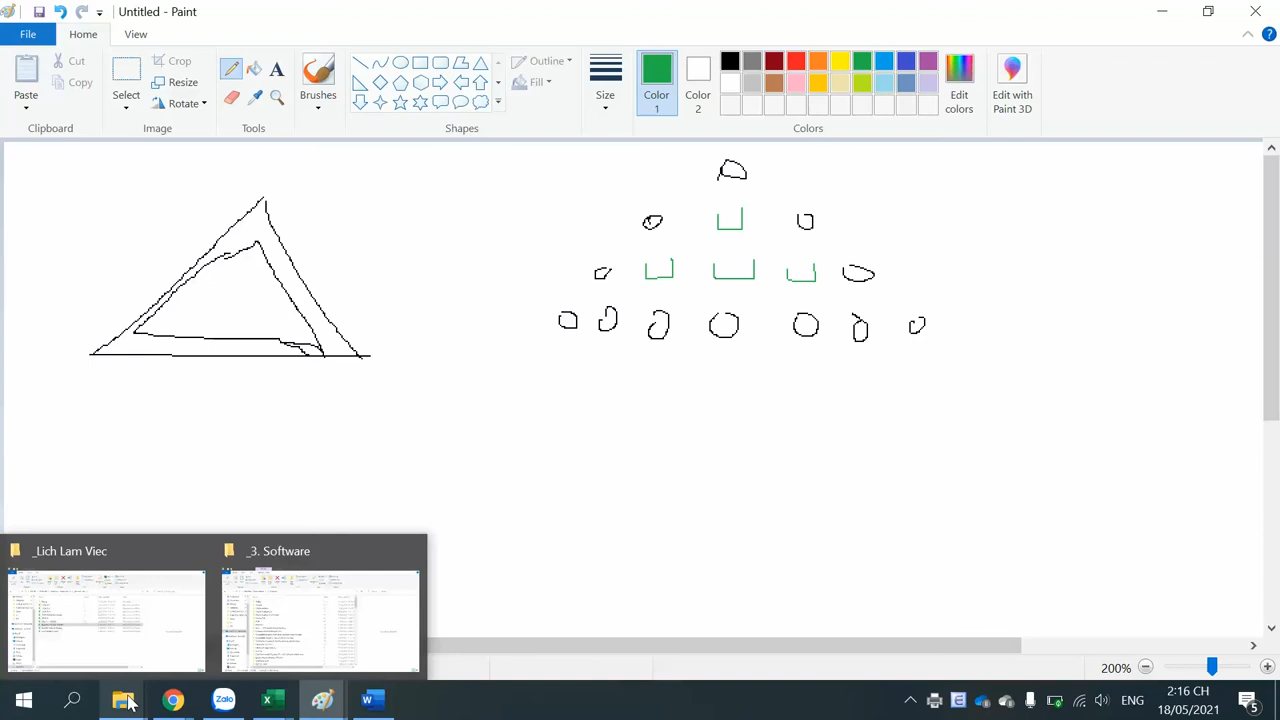 Untitled - Paint
File
Home
View
Paste
Cut
Copy
Clipboard
Select
Crop
Resize
Rotate
Image
Tools
Brushes
Outline
Fill
Shapes
Size
Color
1
Color
2
Edit
colors
Colors
Edit with
Paint 3D
_Lich Lam Viec
_3. Software
200%
Zalo
ENG
2:16 CH
18/05/2021
5